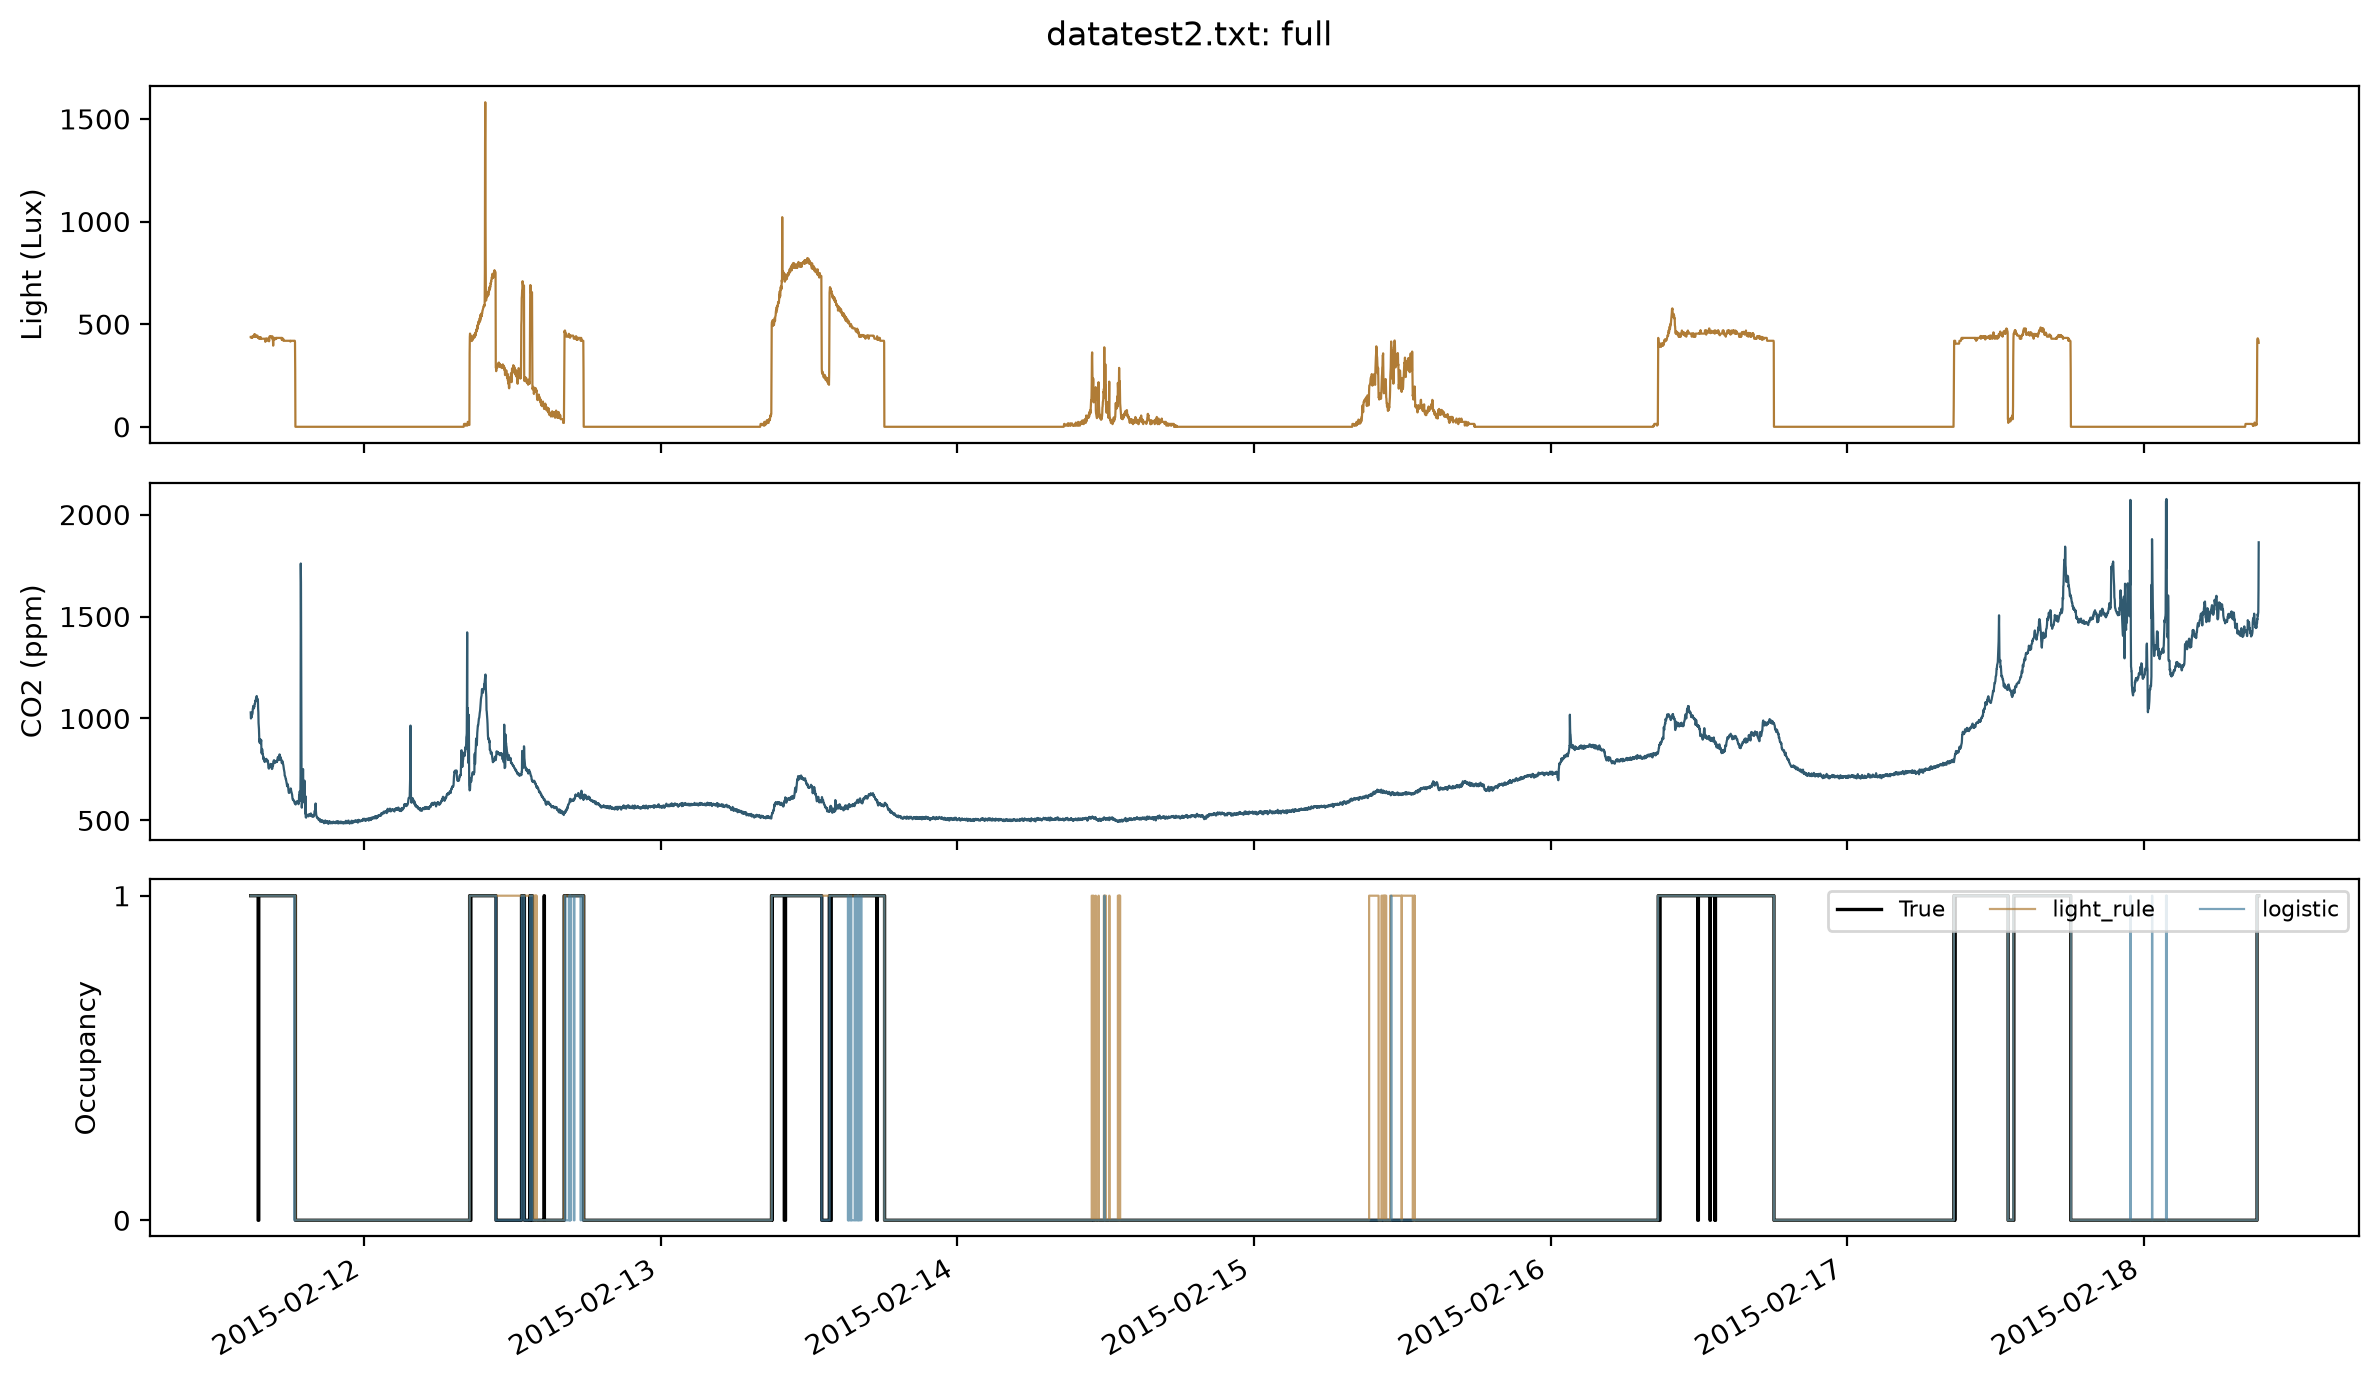 datatest2.txt: full
Light (Lux)
1500
1000
500
0
CO2 (ppm)
2000
1500
1000
500
Occupancy
1
0
True
light_rule
logistic
2015-02-12
2015-02-13
2015-02-14
2015-02-15
2015-02-16
2015-02-17
2015-02-18